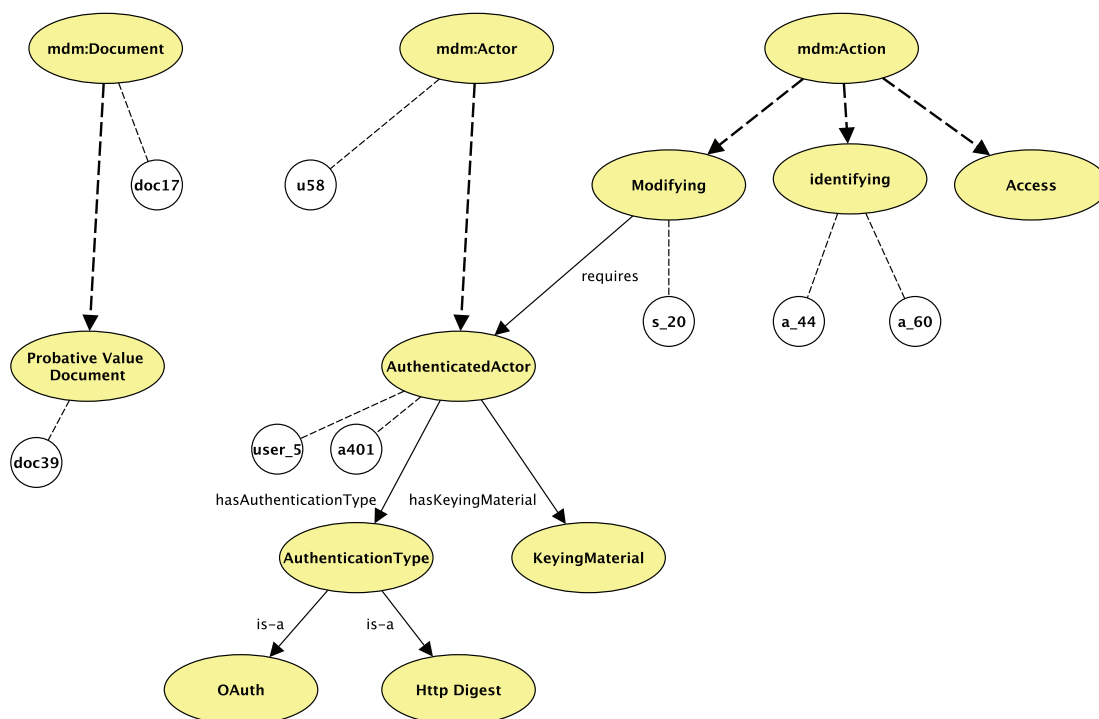 mdm:Document
mdm:Actor
mdm:Action
doc17
u58
Modifying
identifying
Access
requires
s_20
a_44
a_60
Probative Value
Document
AuthenticatedActor
user_5
a401
doc39
hasAuthenticationType
hasKeyingMaterial
AuthenticationType
KeyingMaterial
is-a
is-a
OAuth
Http Digest